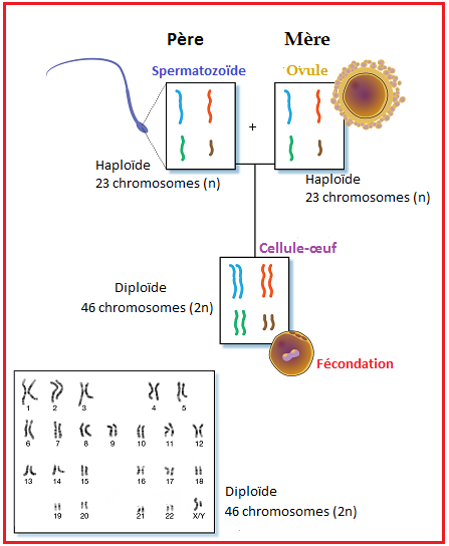 Père Mère
Spermatozoïde Ovule
+
Haploïde
23 chromosomes (n)
Haploïde
23 chromosomes (n)
Cellule-œuf
Diploïde
46 chromosomes (2n)
Fécondation
1 2 3 4 5
6 7 8 9 10 11 12
13 14 15 16 17 18
19 20 21 22 X/Y
Diploïde
46 chromosomes (2n)